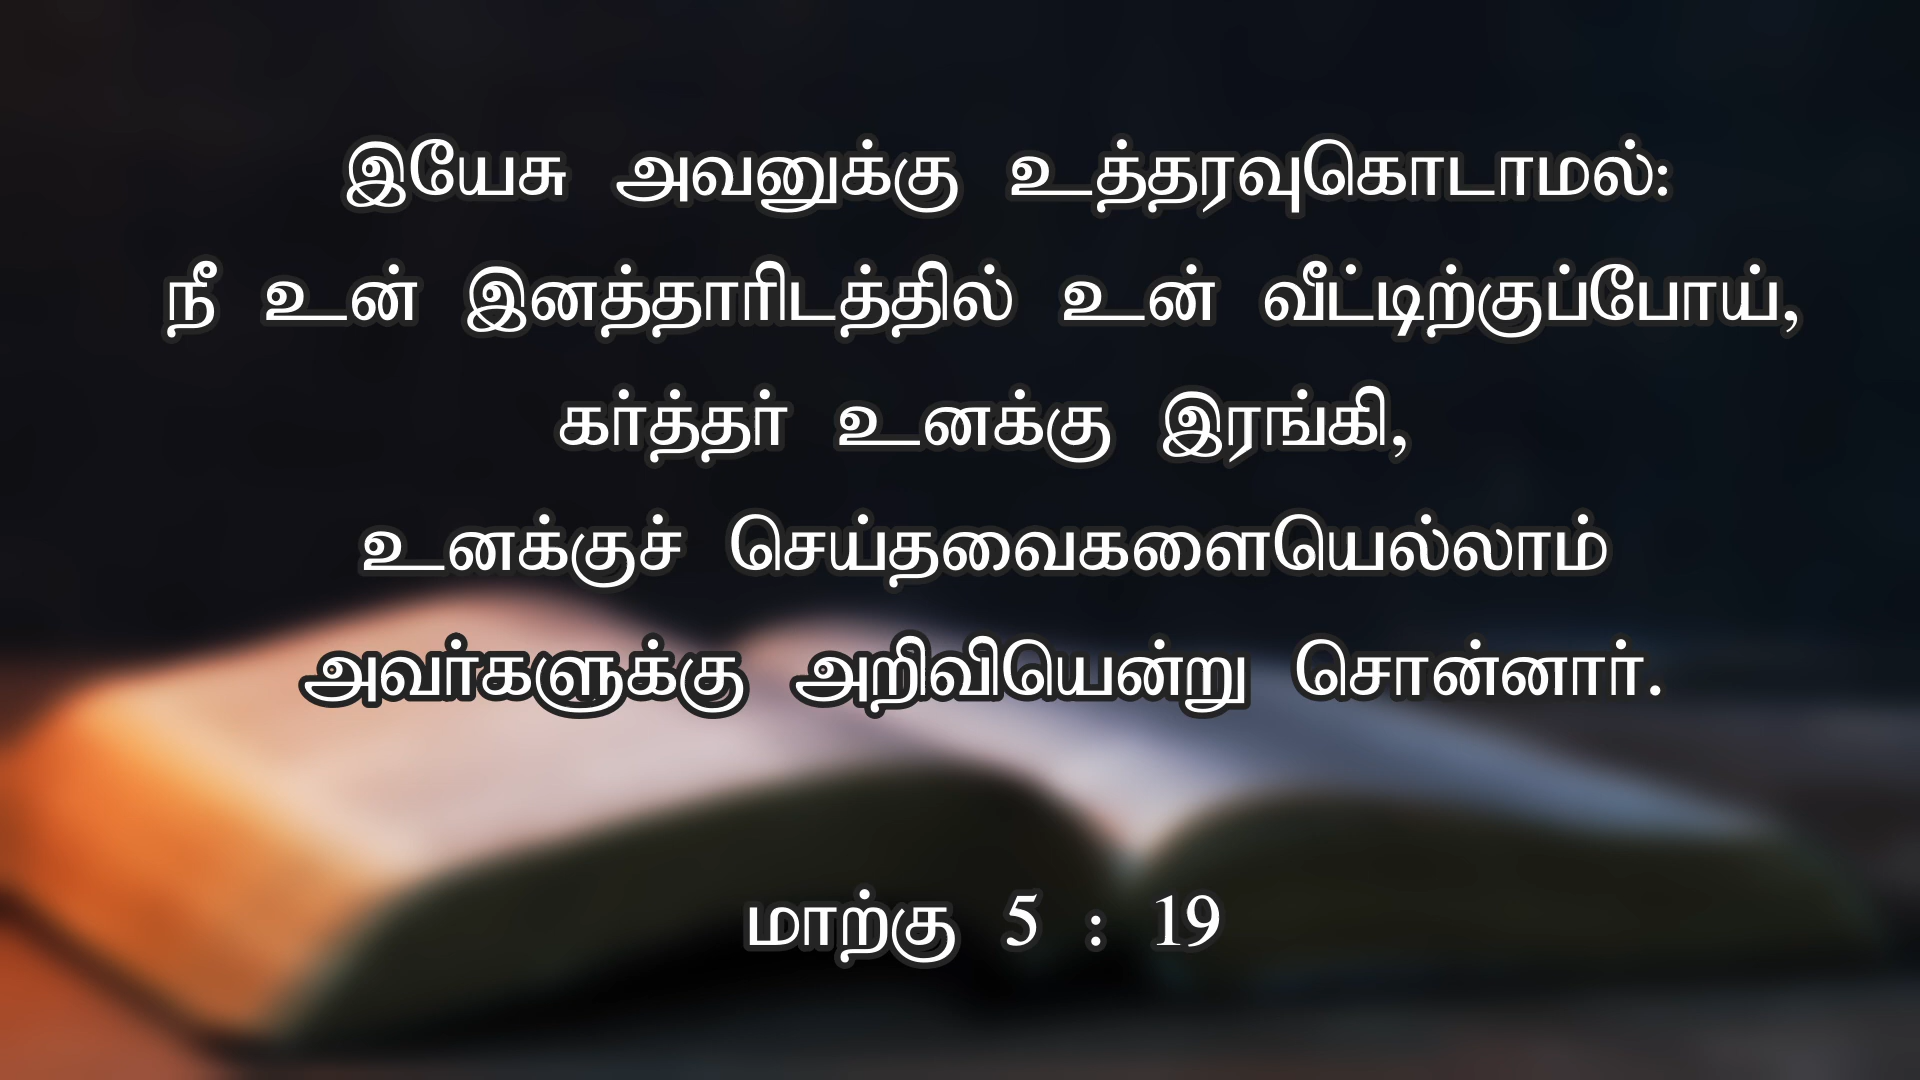 இயேசு அவனுக்கு உத்தரவுகொடாமல்:
நீ உன் இனத்தாரிடத்தில் உன் வீட்டிற்குப்போய்,
கர்த்தர் உனக்கு இரங்கி,
உனக்குச் செய்தவைகளையெல்லாம்
அவர்களுக்கு அறிவியென்று சொன்னார்.
மாற்கு 5 : 19